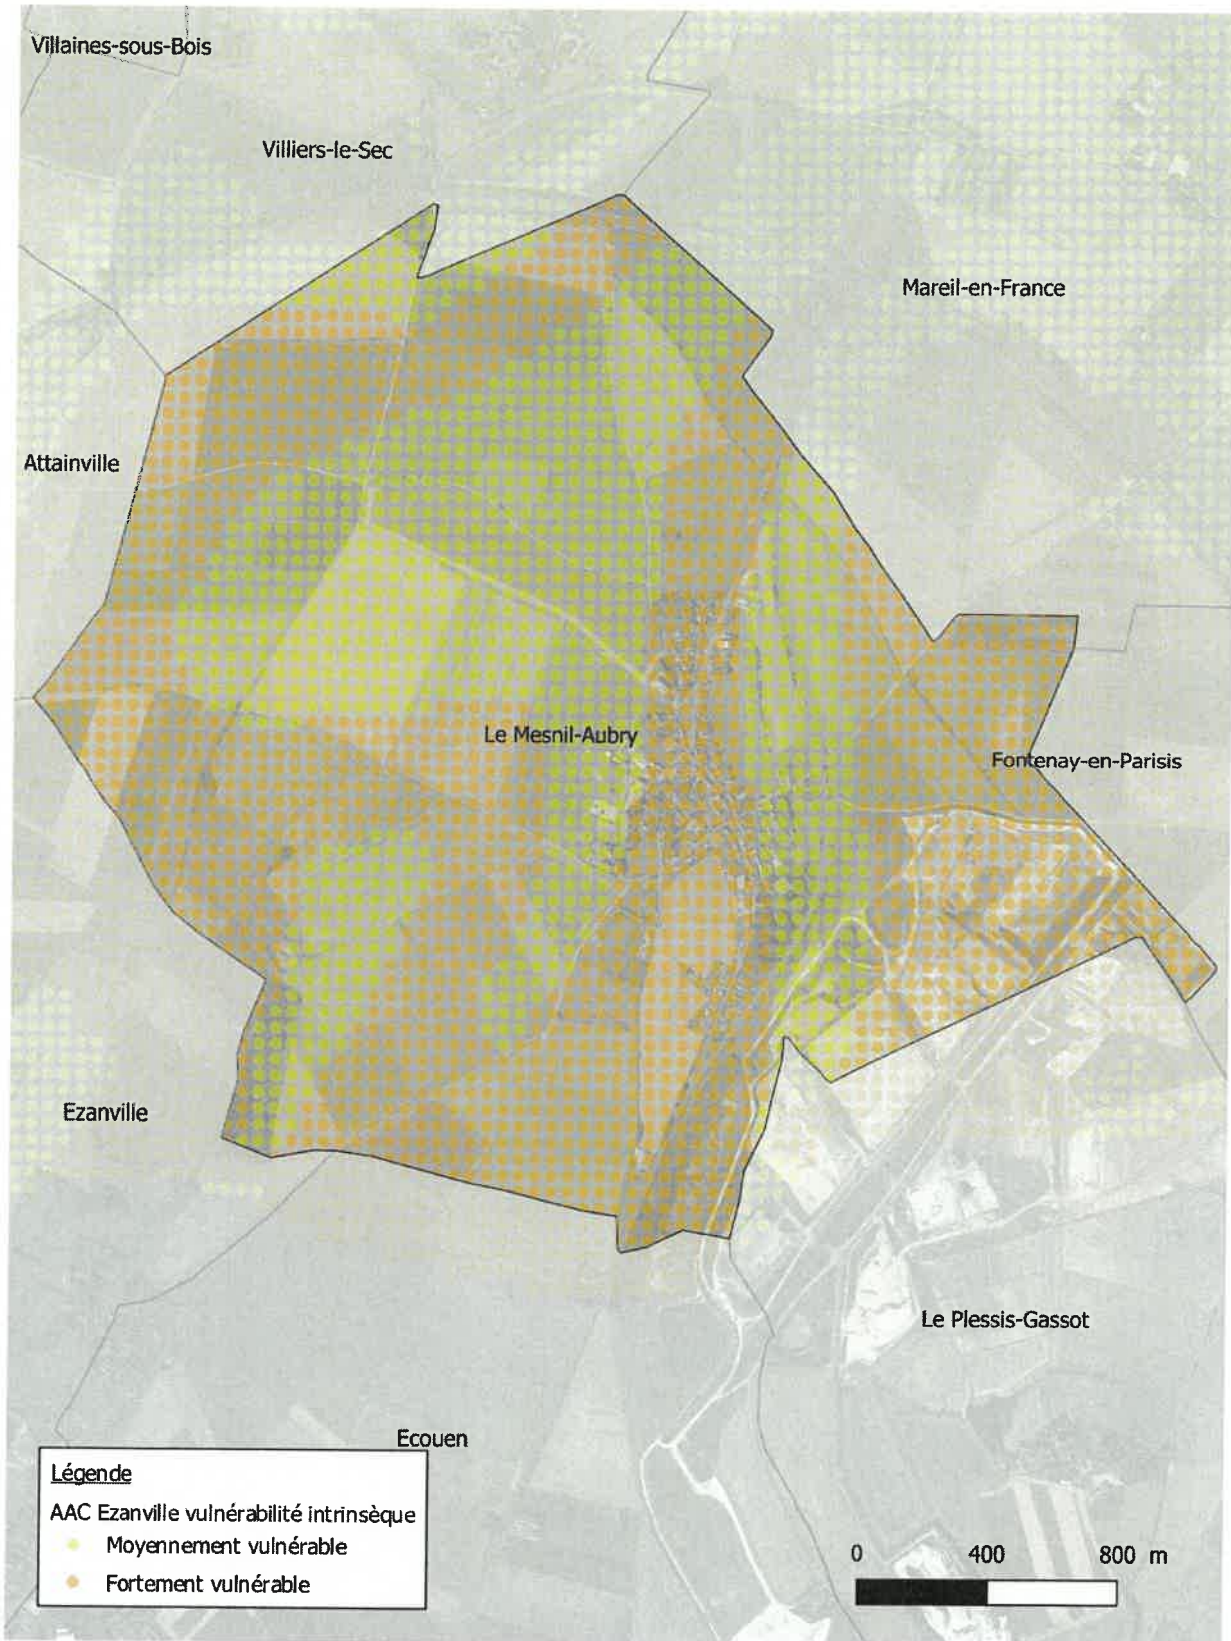 Villaines-sous-Bois
Villiers-le-Sec
Mareil-en-France
Attainville
Le Mesnil-Aubry
Fontenay-en-Parisis
Ezanville
Le Plessis-Gassot
Ecouen
Légende
AAC Ezanville vulnérabilité intrinsèque
Moyennement vulnérable
Fortement vulnérable
0 400 800 m